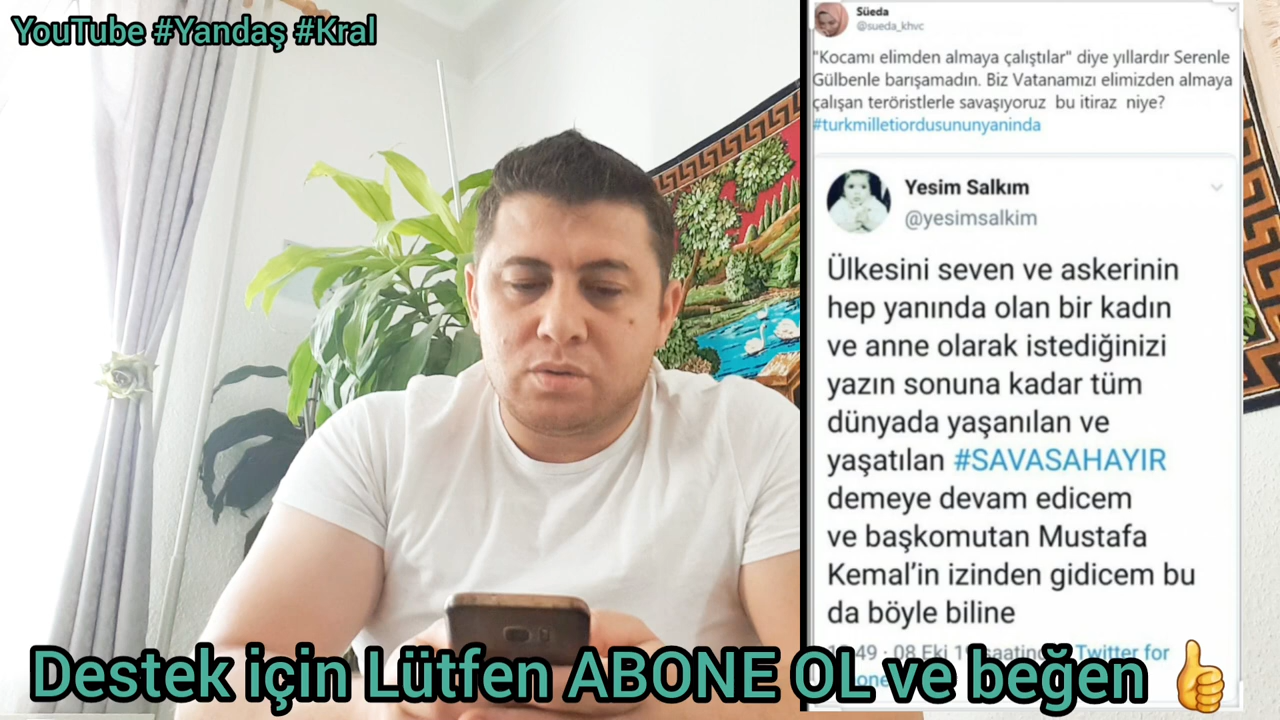 YouTube #Yandaş #Kral
Süeda
@sueda_khvc
"Kocamı elimden almaya çalıştılar" diye yıllardır Serenle
Gülbenle barışamadın. Biz Vatanamızı elimizden almaya
çalışan teröristlerle savaşıyoruz bu itiraz niye?
#turkmilletiordusununyaninda
Yesim Salkım
@yesimsalkim
Ülkesini seven ve askerinin
hep yanında olan bir kadın
ve anne olarak istediğinizi
yazın sonuna kadar tüm
dünyada yaşanılan ve
yaşatılan #SAVASAHAYIR
demeye devam edicem
ve başkomutan Mustafa
Kemal'in izinden gidicem bu
da böyle biline
08 Eki Twitter for
Destek için Lütfen ABONE OL ve beğen